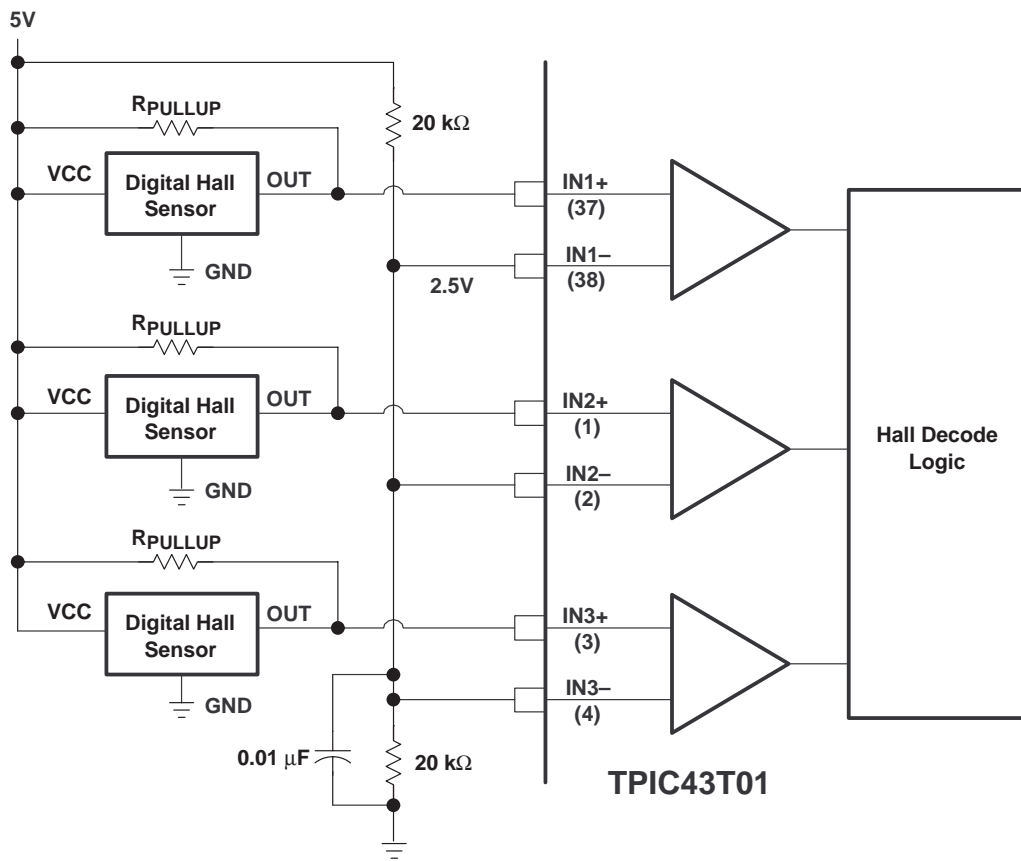 5V
RPULLUP
20 kΩ
VCC
Digital Hall
Sensor
OUT
GND
IN1+
(37)
IN1–
(38)
2.5V
RPULLUP
VCC
Digital Hall
Sensor
OUT
GND
IN2+
(1)
IN2–
(2)
Hall Decode
Logic
RPULLUP
VCC
Digital Hall
Sensor
OUT
GND
IN3+
(3)
IN3–
(4)
0.01 μF
20 kΩ
TPIC43T01